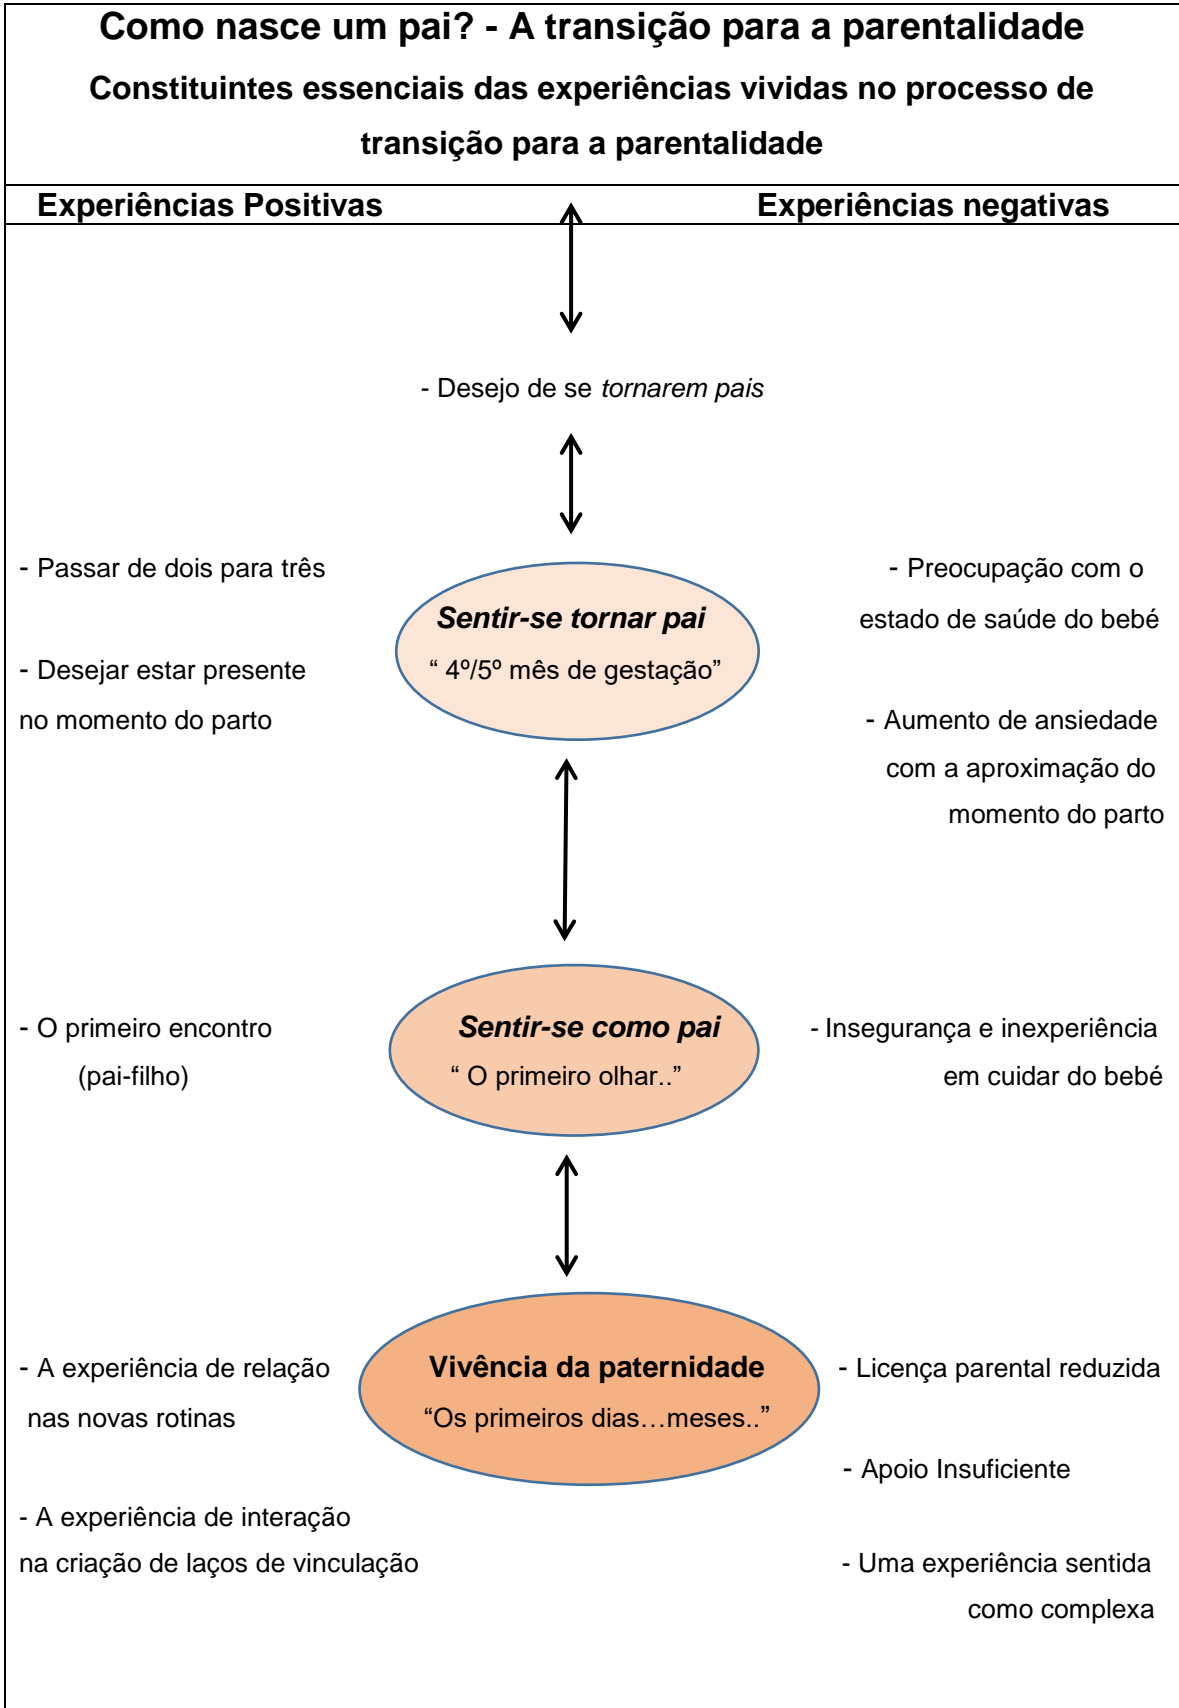 Como nasce um pai? - A transição para a parentalidade
Constituintes essenciais das experiências vividas no processo de
transição para a parentalidade
Experiências Positivas
Experiências negativas
- Desejo de se tornarem pais
- Passar de dois para três
- Desejar estar presente
no momento do parto
Sentir-se tornar pai
“ 4º/5º mês de gestação”
- Preocupação com o
estado de saúde do bebé
- Aumento de ansiedade
com a aproximação do
momento do parto
- O primeiro encontro
(pai-filho)
Sentir-se como pai
“ O primeiro olhar..”
- Insegurança e inexperiência
em cuidar do bebé
- A experiência de relação
nas novas rotinas
- A experiência de interação
na criação de laços de vinculação
Vivência da paternidade
“Os primeiros dias…meses..”
- Licença parental reduzida
- Apoio Insuficiente
- Uma experiência sentida
como complexa